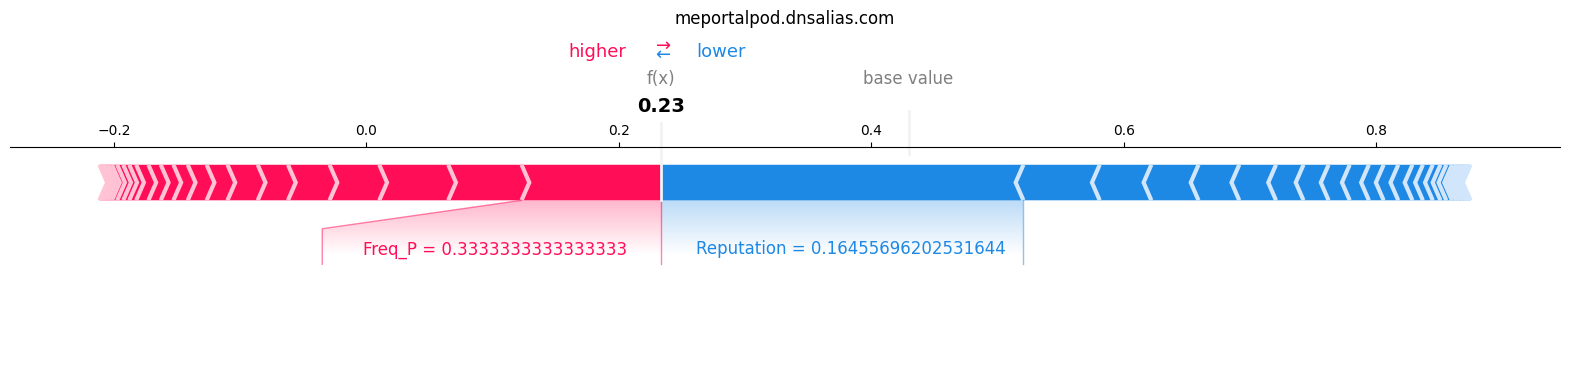 meportalpod.dnsalias.com
higher ⇄ lower
f(x) base value
0.23
−0.2 0.0 0.2 0.4 0.6 0.8
Freq_P = 0.3333333333333333 Reputation = 0.16455696202531644